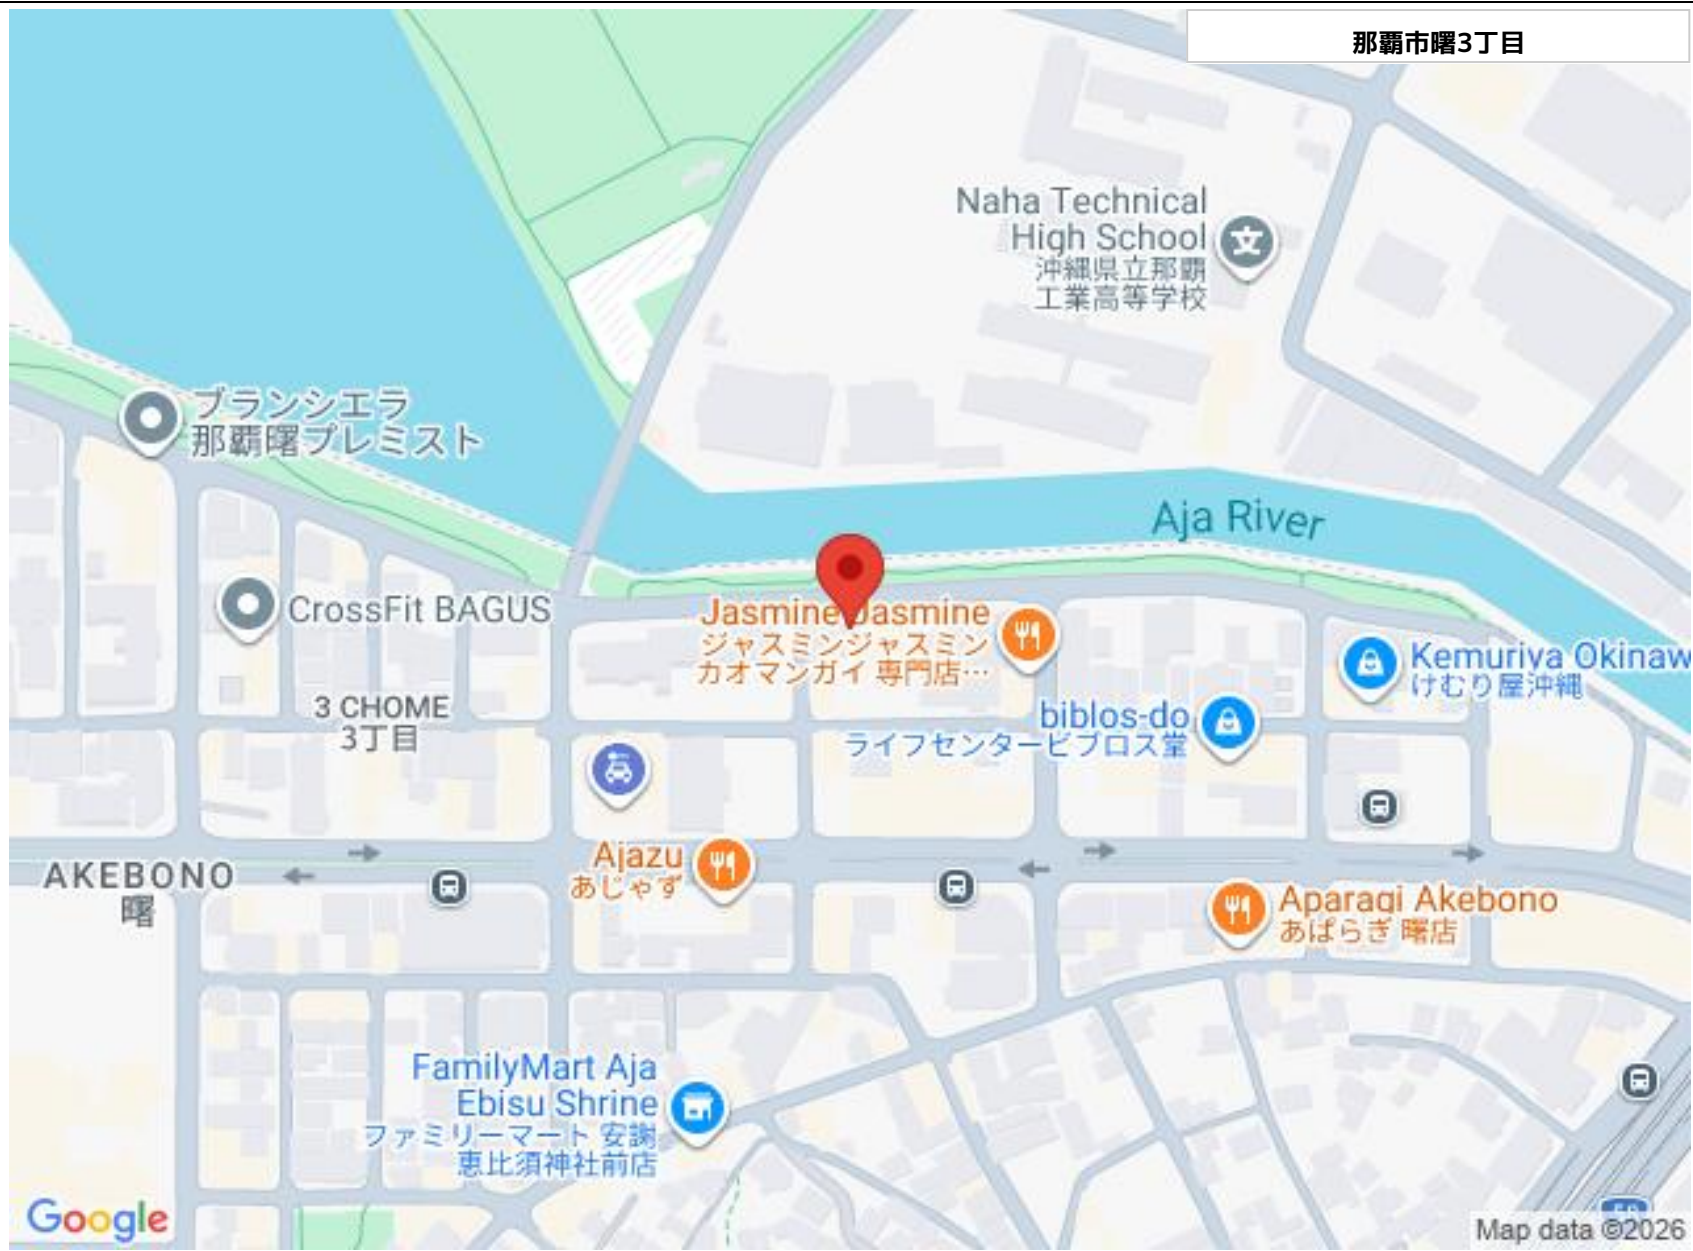 那覇市曙3丁目
Naha Technical
High School
沖縄県立那覇
工業高等学校
ブランシエラ
那覇曙プレミスト
Aja River
CrossFit BAGUS
Jasmine Jasmine
ジャスミンジャスミン
カオマンガイ 専門店…
Kemuriya Okinaw
けむり屋沖縄
3 CHOME
3丁目
biblos-do
ライフセンタービブロス堂
AKEBONO
曙
Ajazu
あじゃず
Aparagi Akebono
あぱらぎ 曙店
FamilyMart Aja
Ebisu Shrine
ファミリーマート 安謝
恵比須神社前店
Google
Map data ©2026